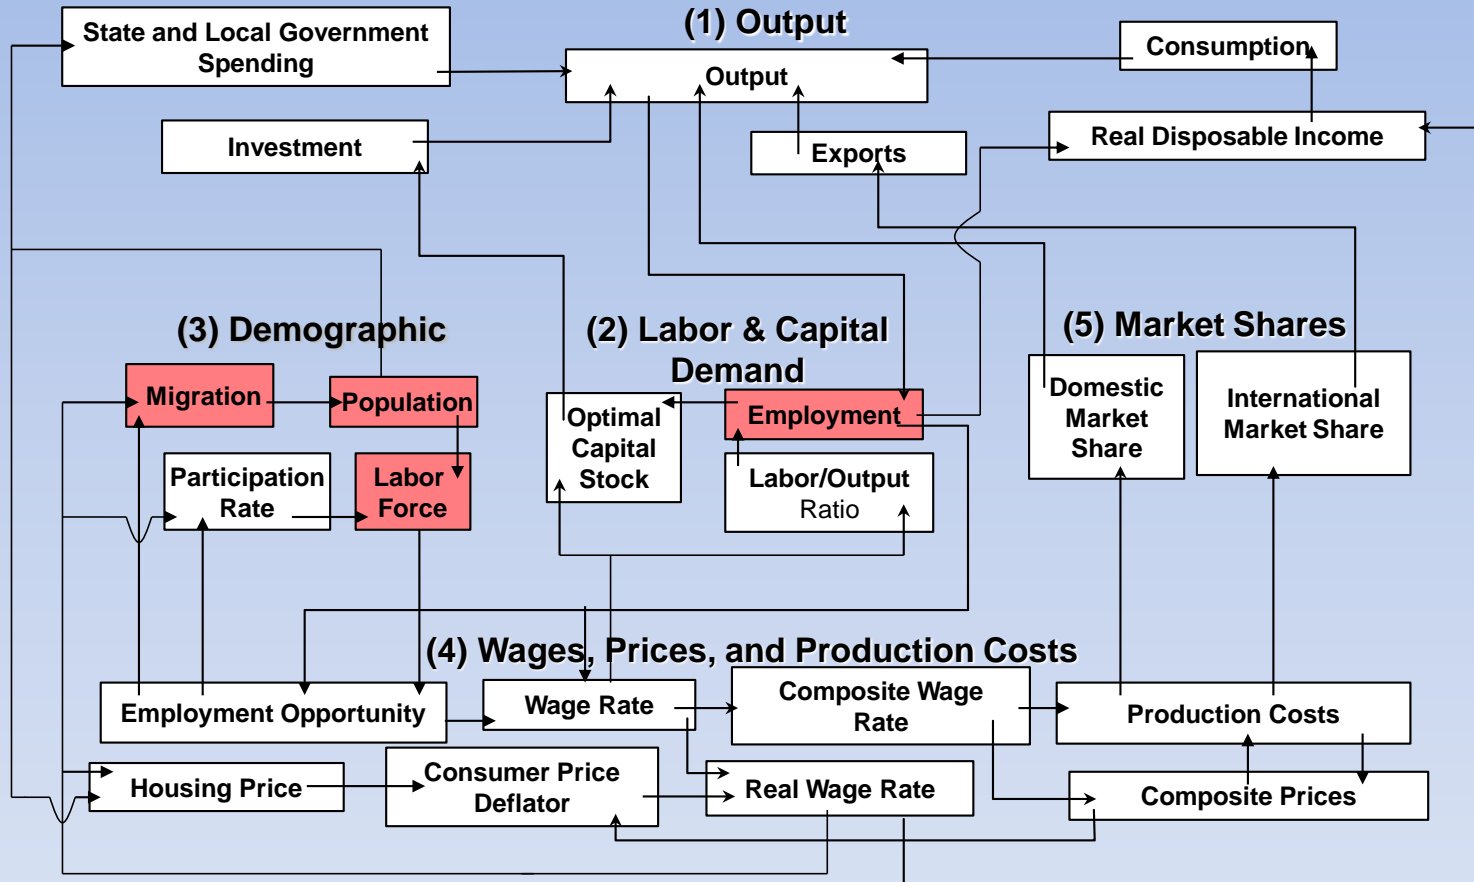 (1) Output
State and Local Government
Spending
Output
Consumption
Investment
Exports
Real Disposable Income
(3) Demographic
(2) Labor & Capital
Demand
(5) Market Shares
Migration
Population
Employment
Optimal
Capital
Stock
Domestic
Market
Share
International
Market Share
Participation
Rate
Labor
Force
Labor/Output
Ratio
(4) Wages, Prices, and Production Costs
Employment Opportunity
Wage Rate
Composite Wage
Rate
Production Costs
Housing Price
Consumer Price
Deflator
Real Wage Rate
Composite Prices